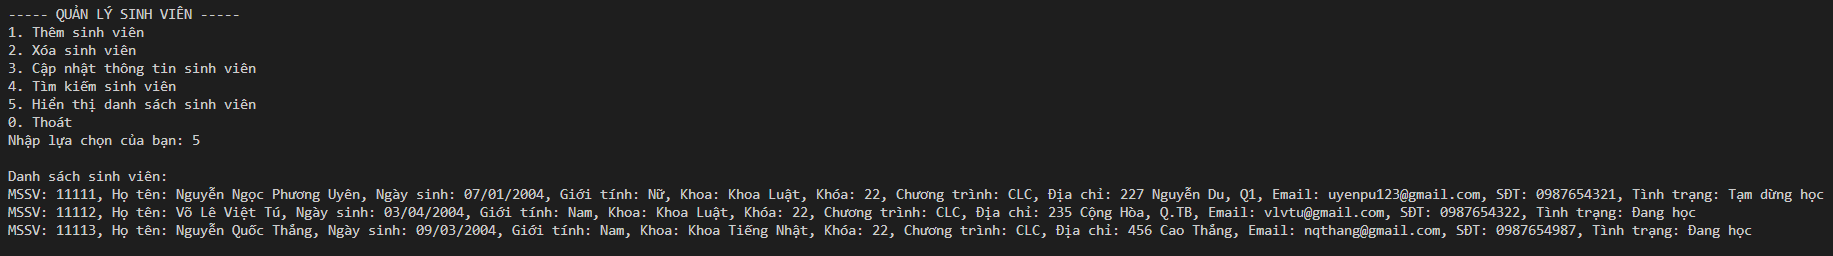 ----- QUẢN LÝ SINH VIÊN -----
1. Thêm sinh viên
2. Xóa sinh viên
3. Cập nhật thông tin sinh viên
4. Tìm kiếm sinh viên
5. Hiển thị danh sách sinh viên
0. Thoát
Nhập lựa chọn của bạn: 5
Danh sách sinh viên:
MSSV: 11111, Họ tên: Nguyễn Ngọc Phương Uyên, Ngày sinh: 07/01/2004, Giới tính: Nữ, Khoa: Khoa Luật, Khóa: 22, Chương trình: CLC, Địa chỉ: 227 Nguyễn Du, Q1, Email: uyenpu123@gmail.com, SĐT: 0987654321, Tình trạng: Tạm dừng học
MSSV: 11112, Họ tên: Võ Lê Việt Tú, Ngày sinh: 03/04/2004, Giới tính: Nam, Khoa: Khoa Luật, Khóa: 22, Chương trình: CLC, Địa chỉ: 235 Cộng Hòa, Q.TB, Email: vlvtu@gmail.com, SĐT: 0987654322, Tình trạng: Đang học
MSSV: 11113, Họ tên: Nguyễn Quốc Thắng, Ngày sinh: 09/03/2004, Giới tính: Nam, Khoa: Khoa Tiếng Nhật, Khóa: 22, Chương trình: CLC, Địa chỉ: 456 Cao Thắng, Email: nqthang@gmail.com, SĐT: 0987654987, Tình trạng: Đang học